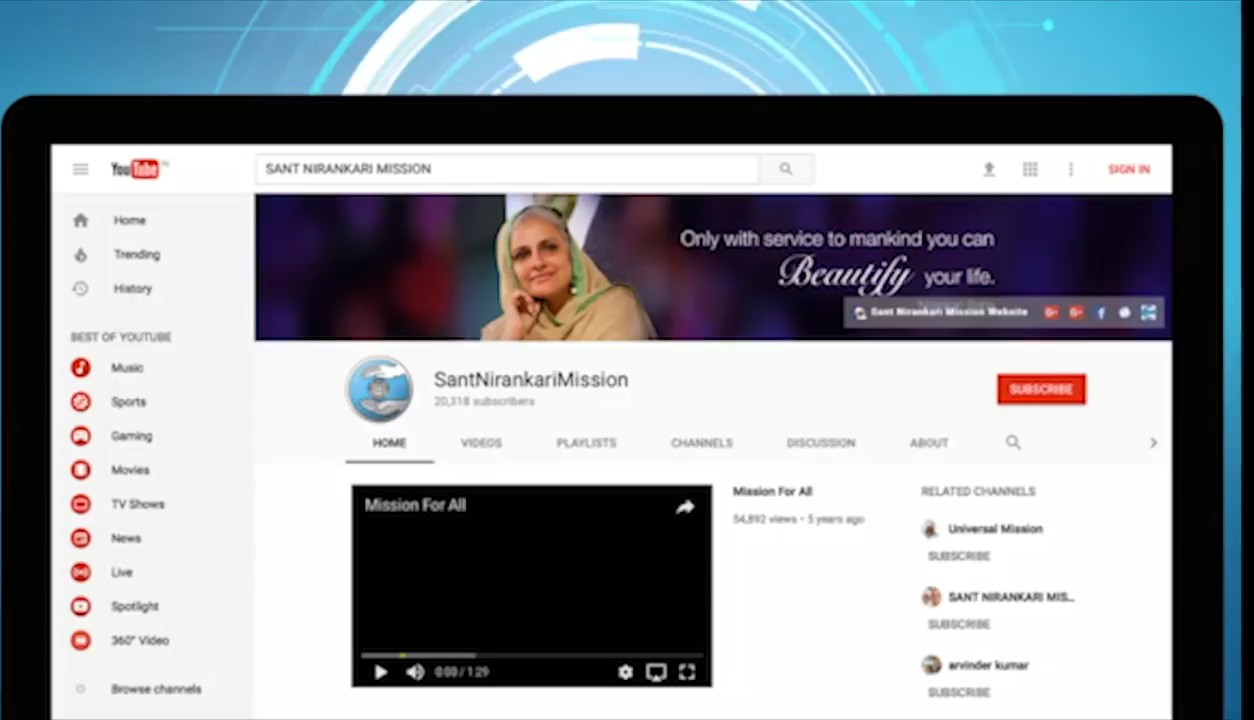 YouTube IN
SANT NIRANKARI MISSION
SIGN IN
Home
Trending
History
BEST OF YOUTUBE
Music
Sports
Gaming
Movies
TV Shows
News
Live
Spotlight
360° Video
Browse channels
Only with service to mankind you can
Beautify your life.
Sant Nirankari Mission Website
SantNirankariMission
20,318 subscribers
SUBSCRIBE
HOME VIDEOS PLAYLISTS CHANNELS DISCUSSION ABOUT
Mission For All
0:00 / 1:29
Mission For All
54,892 views • 5 years ago
RELATED CHANNELS
Universal Mission
SUBSCRIBE
SANT NIRANKARI MIS...
SUBSCRIBE
arvinder kumar
SUBSCRIBE